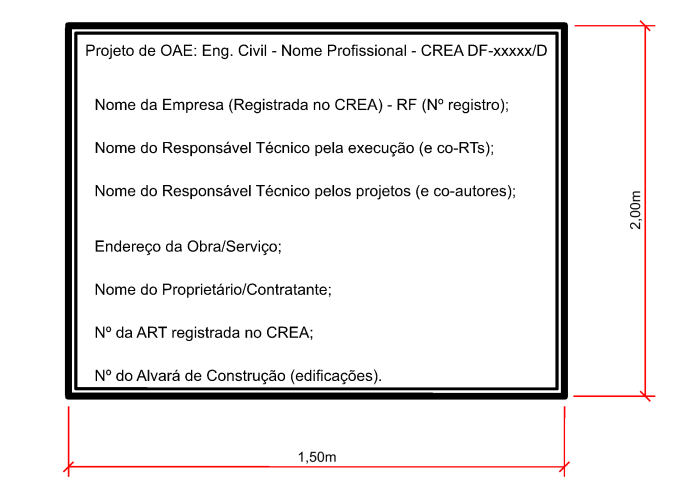 Projeto de OAE: Eng. Civil - Nome Profissional - CREA DF-xxxxx/D
Nome da Empresa (Registrada no CREA) - RF (Nº registro);
Nome do Responsável Técnico pela execução (e co-RTs);
Nome do Responsável Técnico pelos projetos (e co-autores);
Endereço da Obra/Serviço;
Nome do Proprietário/Contratante;
Nº da ART registrada no CREA;
Nº do Alvará de Construção (edificações).
2,00m
1,50m